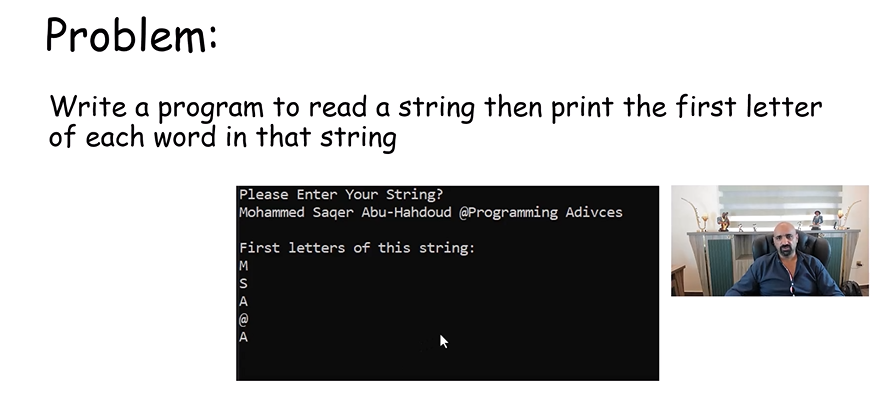 Problem:
Write a program to read a string then print the first letter
of each word in that string
Please Enter Your String?
Mohammed Saqer Abu-Hahdoud @Programming Adivces
First letters of this string:
M
S
A
@
A